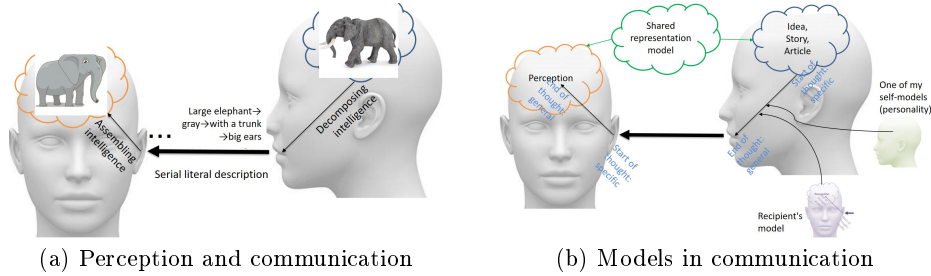 Large elephant→
gray→with a trunk
→big ears
Assembling
intelligence
Decomposing
intelligence
Serial literal description
(a) Perception and communication
Shared
representation
model
Idea,
Story,
Article
Perception
End of
thought:
general
Start of
thought:
specific
Start of
thought:
specific
End of
thought:
general
One of my
self-models
(personality)
Recipient's
model
(b) Models in communication